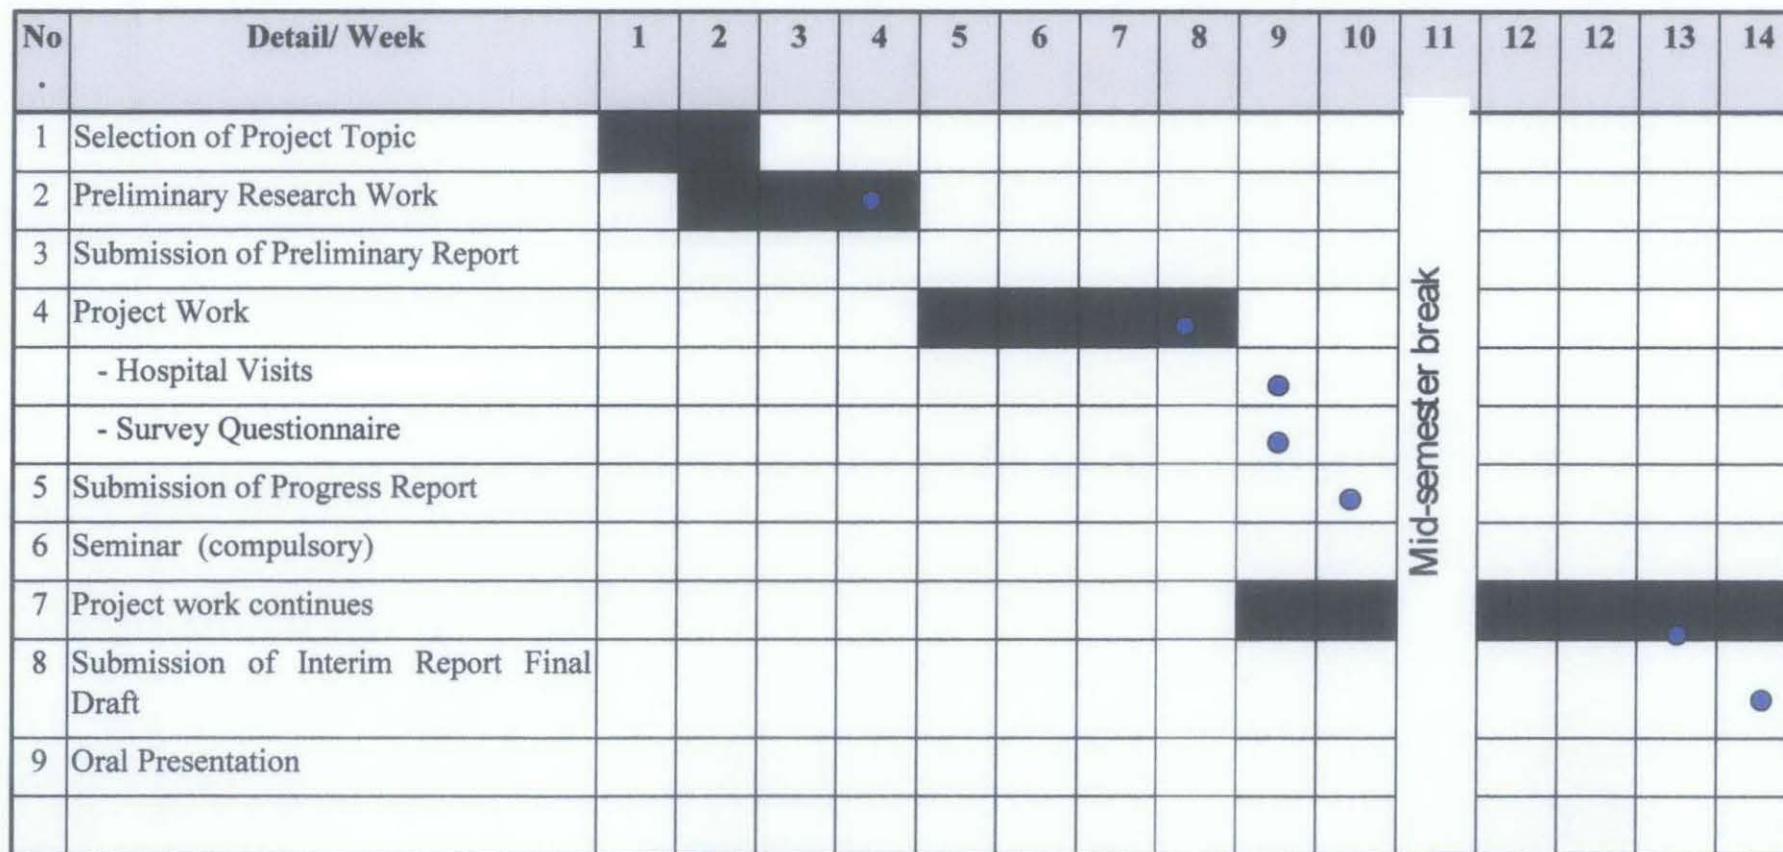 No Detail/ Week 1 2 3 4 5 6 7 8 9 10 11 12 12 13 14
.
1 Selection of Project Topic
2 Preliminary Research Work
3 Submission of Preliminary Report
4 Project Work
- Hospital Visits
- Survey Questionnaire
5 Submission of Progress Report
6 Seminar (compulsory)
7 Project work continues
8 Submission of Interim Report Final
Draft
9 Oral Presentation
Mid-semester break